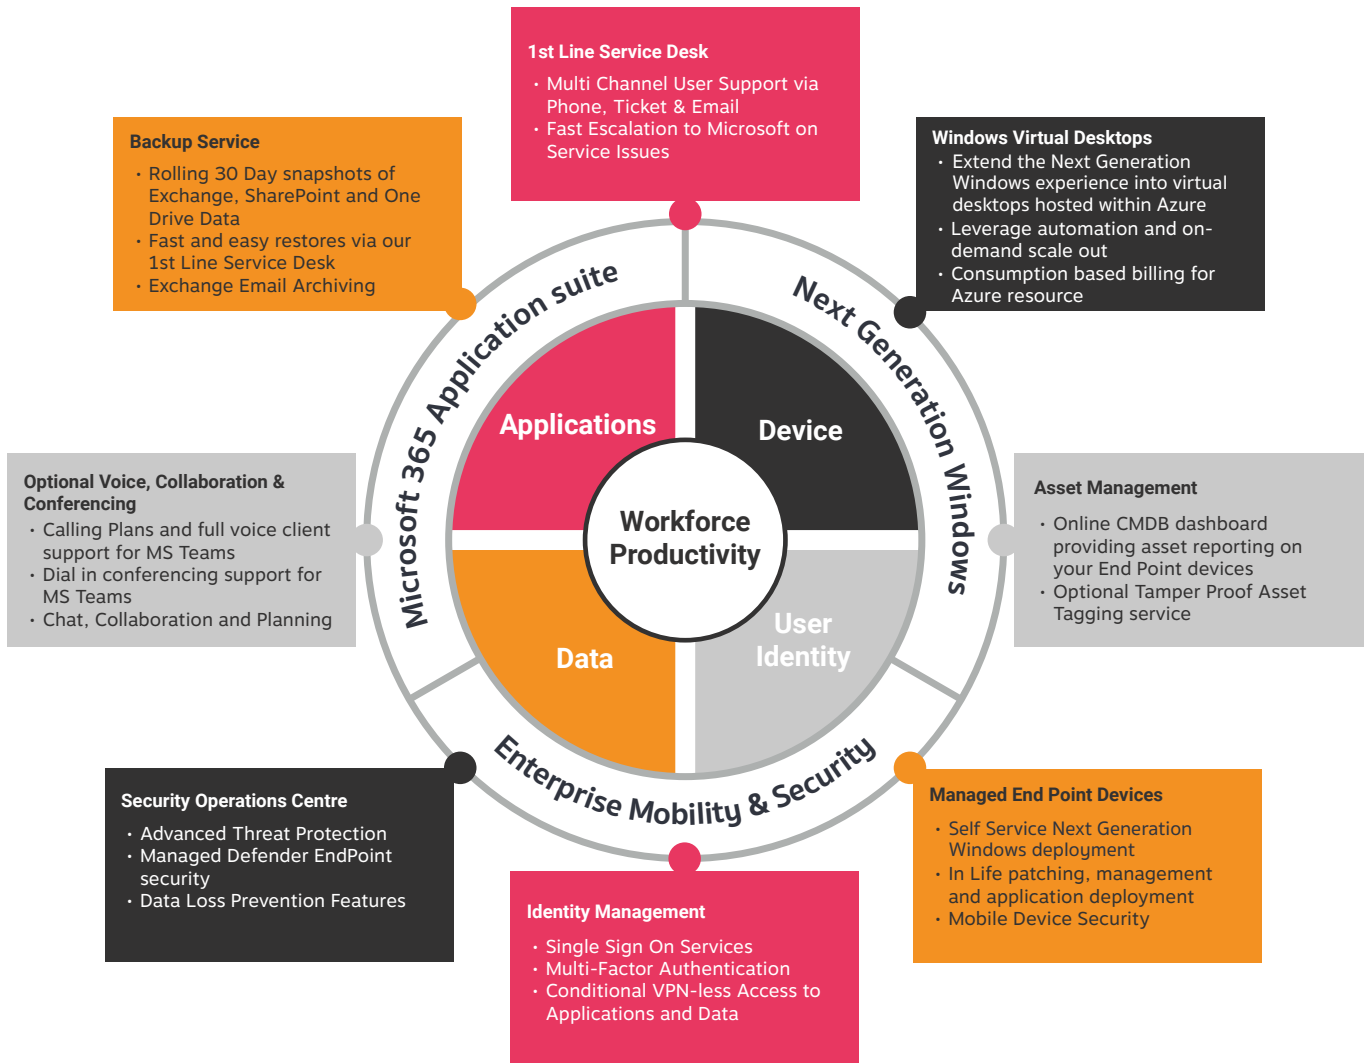 1st Line Service Desk
• Multi Channel User Support via
Phone, Ticket & Email
• Fast Escalation to Microsoft on
Service Issues
Backup Service
• Rolling 30 Day snapshots of
Exchange, SharePoint and One
Drive Data
• Fast and easy restores via our
1st Line Service Desk
• Exchange Email Archiving
Windows Virtual Desktops
• Extend the Next Generation
Windows experience into virtual
desktops hosted within Azure
• Leverage automation and on-
demand scale out
• Consumption based billing for
Azure resource
Microsoft 365 Application suite
Next Generation Windows
Applications
Device
Workforce
Productivity
Data
User
Identity
Enterprise Mobility & Security
Optional Voice, Collaboration &
Conferencing
• Calling Plans and full voice client
support for MS Teams
• Dial in conferencing support for
MS Teams
• Chat, Collaboration and Planning
Asset Management
• Online CMDB dashboard
providing asset reporting on
your End Point devices
• Optional Tamper Proof Asset
Tagging service
Security Operations Centre
• Advanced Threat Protection
• Managed Defender EndPoint
security
• Data Loss Prevention Features
Identity Management
• Single Sign On Services
• Multi-Factor Authentication
• Conditional VPN-less Access to
Applications and Data
Managed End Point Devices
• Self Service Next Generation
Windows deployment
• In Life patching, management
and application deployment
• Mobile Device Security